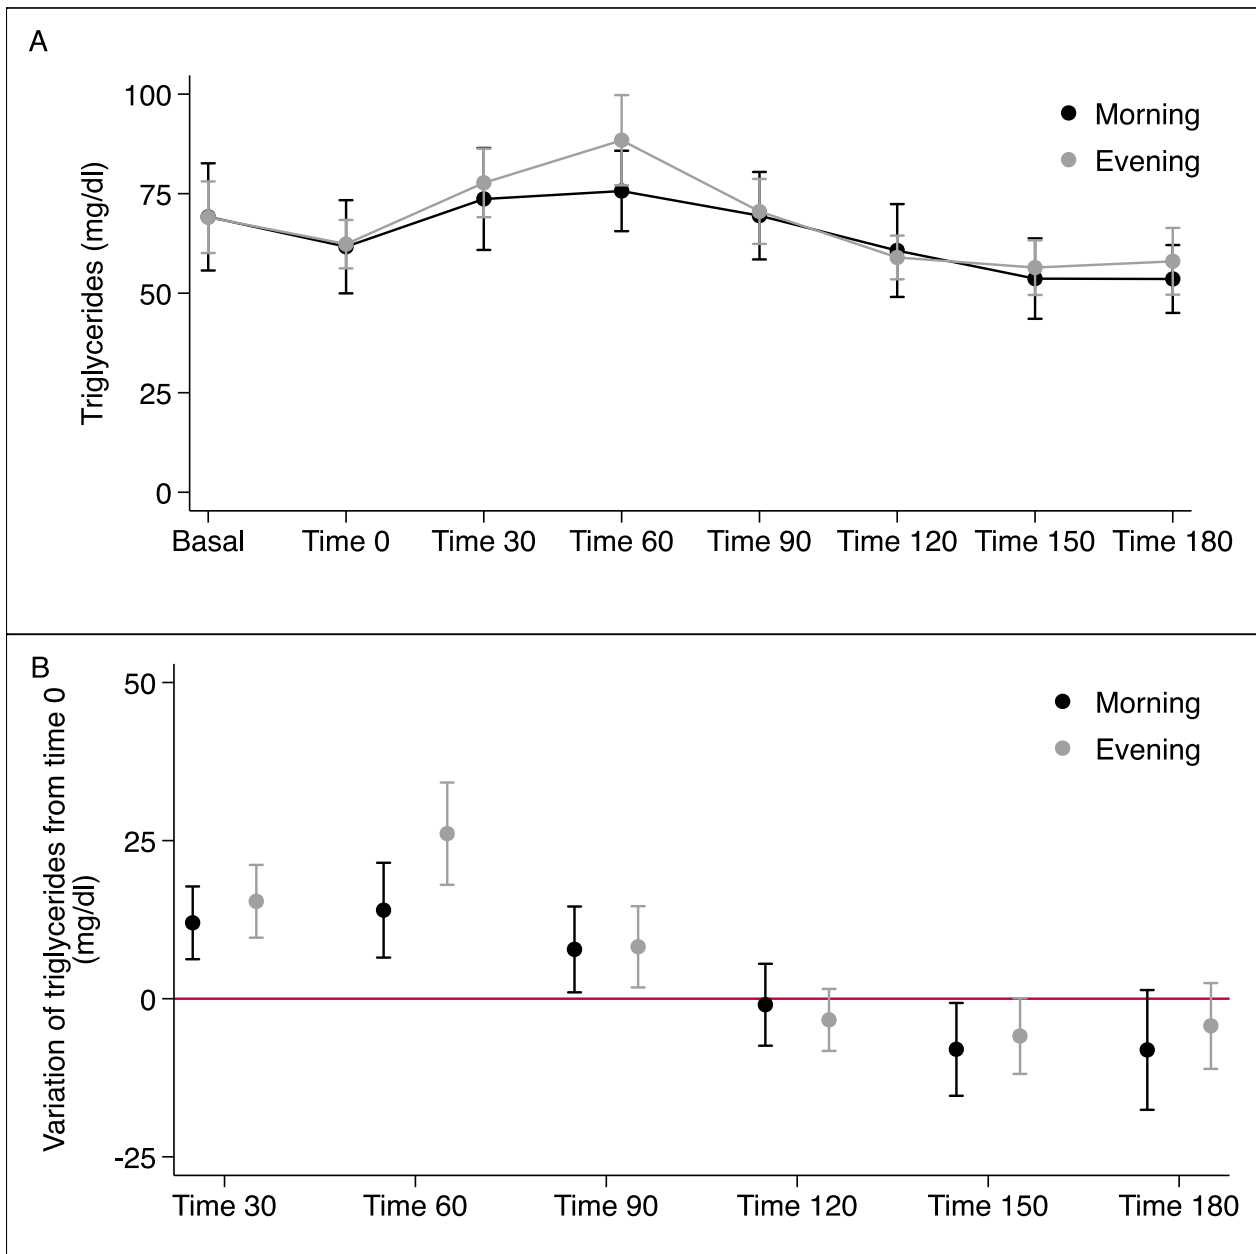 A
Triglycerides (mg/dl)
100
75
50
25
0
Morning
Evening
Basal Time 0 Time 30 Time 60 Time 90 Time 120 Time 150 Time 180
B
Variation of triglycerides from time 0
(mg/dl)
50
25
0
-25
Morning
Evening
Time 30 Time 60 Time 90 Time 120 Time 150 Time 180